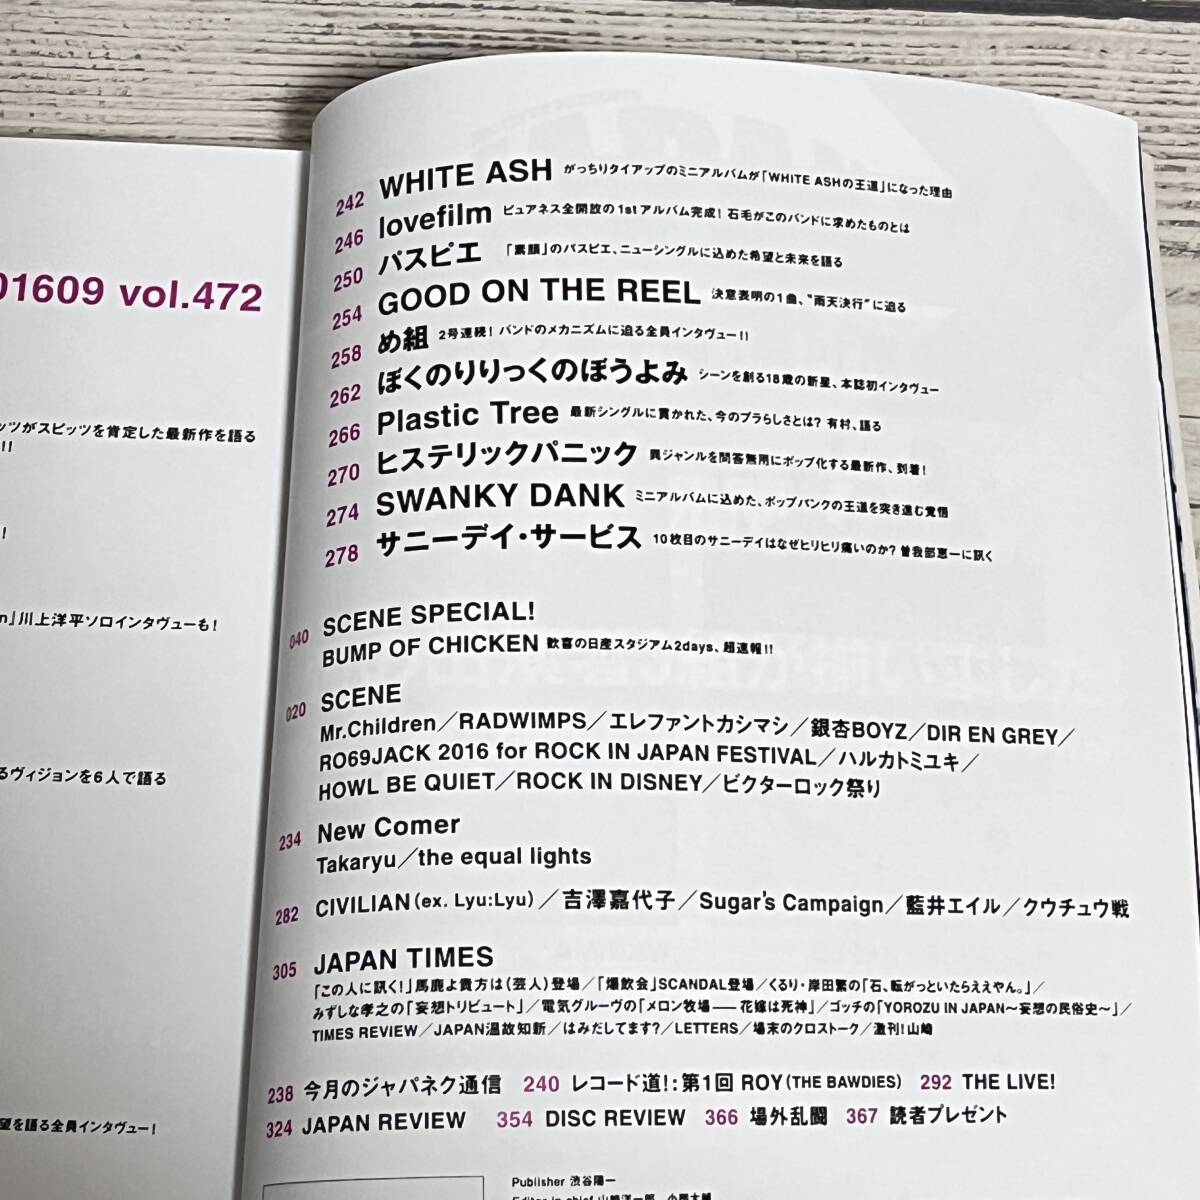 01609 vol.472
ッツがスピッツを肯定した最新作を語る
!!
!
n」川上洋平ソロインタヴューも!
るヴィジョンを6人で語る
望を語る全員インタヴュー!
242 WHITE ASH がっちりタイアップのミニアルバムが「WHITE ASHの王道」になった理由
246 lovefilm ピュアネス全開放の1stアルバム完成! 石毛がこのバンドに求めたものとは
250 パスピエ 「素顔」のパスピエ、ニューシングルに込めた希望と未来を語る
254 GOOD ON THE REEL 決意表明の1曲、“雨天決行”に迫る
258 め組 2号連続! バンドのメカニズムに迫る全員インタヴュー!!
262 ぼくのりりっくのぼうよみ シーンを創る18歳の新星、本誌初インタヴュー
266 Plastic Tree 最新シングルに貫かれた、今のプラらしさとは? 有村、語る
270 ヒステリックパニック 異ジャンルを問答無用にポップ化する最新作、到着!
274 SWANKY DANK ミニアルバムに込めた、ポップパンクの王道を突き進む覚悟
278 サニーデイ・サービス 10枚目のサニーデイはなぜヒリヒリ痛いのか? 曽我部恵一に訊く
040 SCENE SPECIAL!
BUMP OF CHICKEN 歓喜の日産スタジアム2days、超速報!!
020 SCENE
Mr.Children／RADWIMPS／エレファントカシマシ／銀杏BOYZ／DIR EN GREY／
RO69JACK 2016 for ROCK IN JAPAN FESTIVAL／ハルカトミユキ／
HOWL BE QUIET／ROCK IN DISNEY／ビクターロック祭り
234 New Comer
Takaryu／the equal lights
282 CIVILIAN (ex. Lyu:Lyu)／吉澤嘉代子／Sugar's Campaign／藍井エイル／クウチュウ戦
305 JAPAN TIMES
「この人に訊く!」馬鹿よ貴方は(芸人)登場／「爆飲会」SCANDAL登場／くるり・岸田繁の「石、転がっといたらええやん。」／
みずしな孝之の「妄想トリビュート」／電気グルーヴの「メロン牧場——花嫁は死神」／ゴッチの「YOROZU IN JAPAN〜妄想の民俗史〜」／
TIMES REVIEW／JAPAN温故知新／はみだしてます?／LETTERS／場末のクロストーク／激刊!山崎
238 今月のジャパネク通信 240 レコード道!:第1回 ROY (THE BAWDIES) 292 THE LIVE!
324 JAPAN REVIEW 354 DISC REVIEW 366 場外乱闘 367 読者プレゼント
Publisher 渋谷陽一
Editor in chief 山崎洋一郎